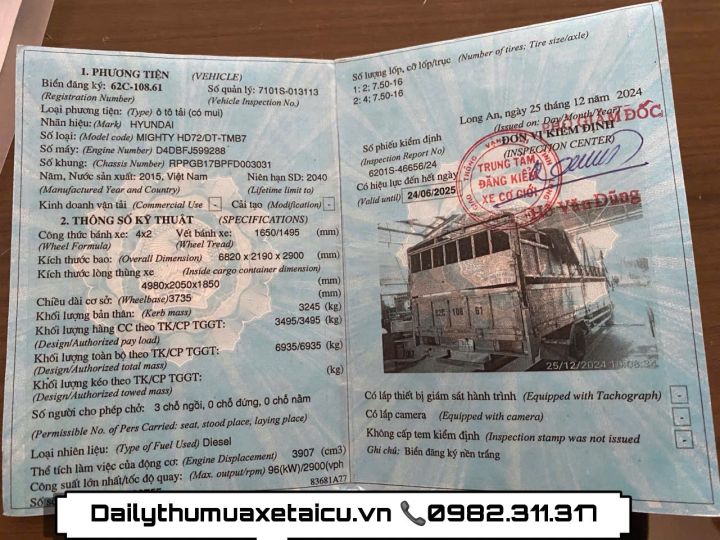 1. PHƯƠNG TIỆN (VEHICLE)
Biển đăng ký: 62C-108.61 Số quản lý: 7101S-013113
(Registration Number) (Vehicle Inspection No.)
Loại phương tiện: (Type) ô tô tải (có mui)
Nhãn hiệu: (Mark) HYUNDAI
Số loại: (Model code) MIGHTY HD72/DT-TMB7
Số máy: (Engine Number) D4DBFJ599288
Số khung: (Chassis Number) RPPGB17BPFD003031
Năm, Nước sản xuất: 2015, Việt Nam Niên hạn SD: 2040
(Manufactured Year and Country) (Lifetime limit to)
Kinh doanh vận tải (Commercial Use) - Cải tạo (Modification) -
2. THÔNG SỐ KỸ THUẬT (SPECIFICATIONS)
Công thức bánh xe: 4x2 Vết bánh xe: 1650/1495 (mm)
(Wheel Formula) (Wheel Tread)
Kích thước bao: (Overall Dimension) 6820 x 2190 x 2900 (mm)
Kích thước lòng thùng xe (Inside cargo container dimension)
4980x2050x1850 (mm)
Chiều dài cơ sở: (Wheelbase) 3735 (mm)
Khối lượng bản thân: (Kerb mass) 3245 (kg)
Khối lượng hàng CC theo TK/CP TGGT: 3495/3495 (kg)
(Design/Authorized pay load)
Khối lượng toàn bộ theo TK/CP TGGT: 6935/6935 (kg)
(Design/Authorized total mass)
Khối lượng kéo theo TK/CP TGGT: (kg)
(Design/Authorized towed mass)
Số người cho phép chở: 3 chỗ ngồi, 0 chỗ đứng, 0 chỗ nằm
(Permissible No. of Pers Carried: seat, stood place, laying place)
Loại nhiên liệu: (Type of Fuel Used) Diesel
Thể tích làm việc của động cơ: (Engine Displacement) 3907 (cm3)
Công suất lớn nhất/tốc độ quay: (Max. output/rpm) 96(kW)/2900(vph
83681A77
Số lượng lốp, cỡ lốp/trục (Number of tires; Tire size/axle)
1: 2; 7.50-16
2: 4; 7.50-16
Long An, ngày 25 tháng 12 năm 2024
(Issued on: Day/Month/Year)
PHÓ GIÁM ĐỐC
Số phiếu kiểm định ĐƠN VỊ KIỂM ĐỊNH
(Inspection Report No) (INSPECTION CENTER)
6201S-46656/24
Có hiệu lực đến hết ngày
(Valid until) 24/06/2025
TRUNG TÂM
ĐĂNG KIỂM
XE CƠ GIỚI
Hồ Văn Dũng
62C 108 61
25/12/2024
Có lắp thiết bị giám sát hành trình (Equipped with Tachograph) -
Có lắp camera (Equipped with camera) -
Không cấp tem kiểm định (Inspection stamp was not issued -
Ghi chú: Biển đăng ký nền trắng
Dailythumuaxetaicu.vn 📞0982.311.317